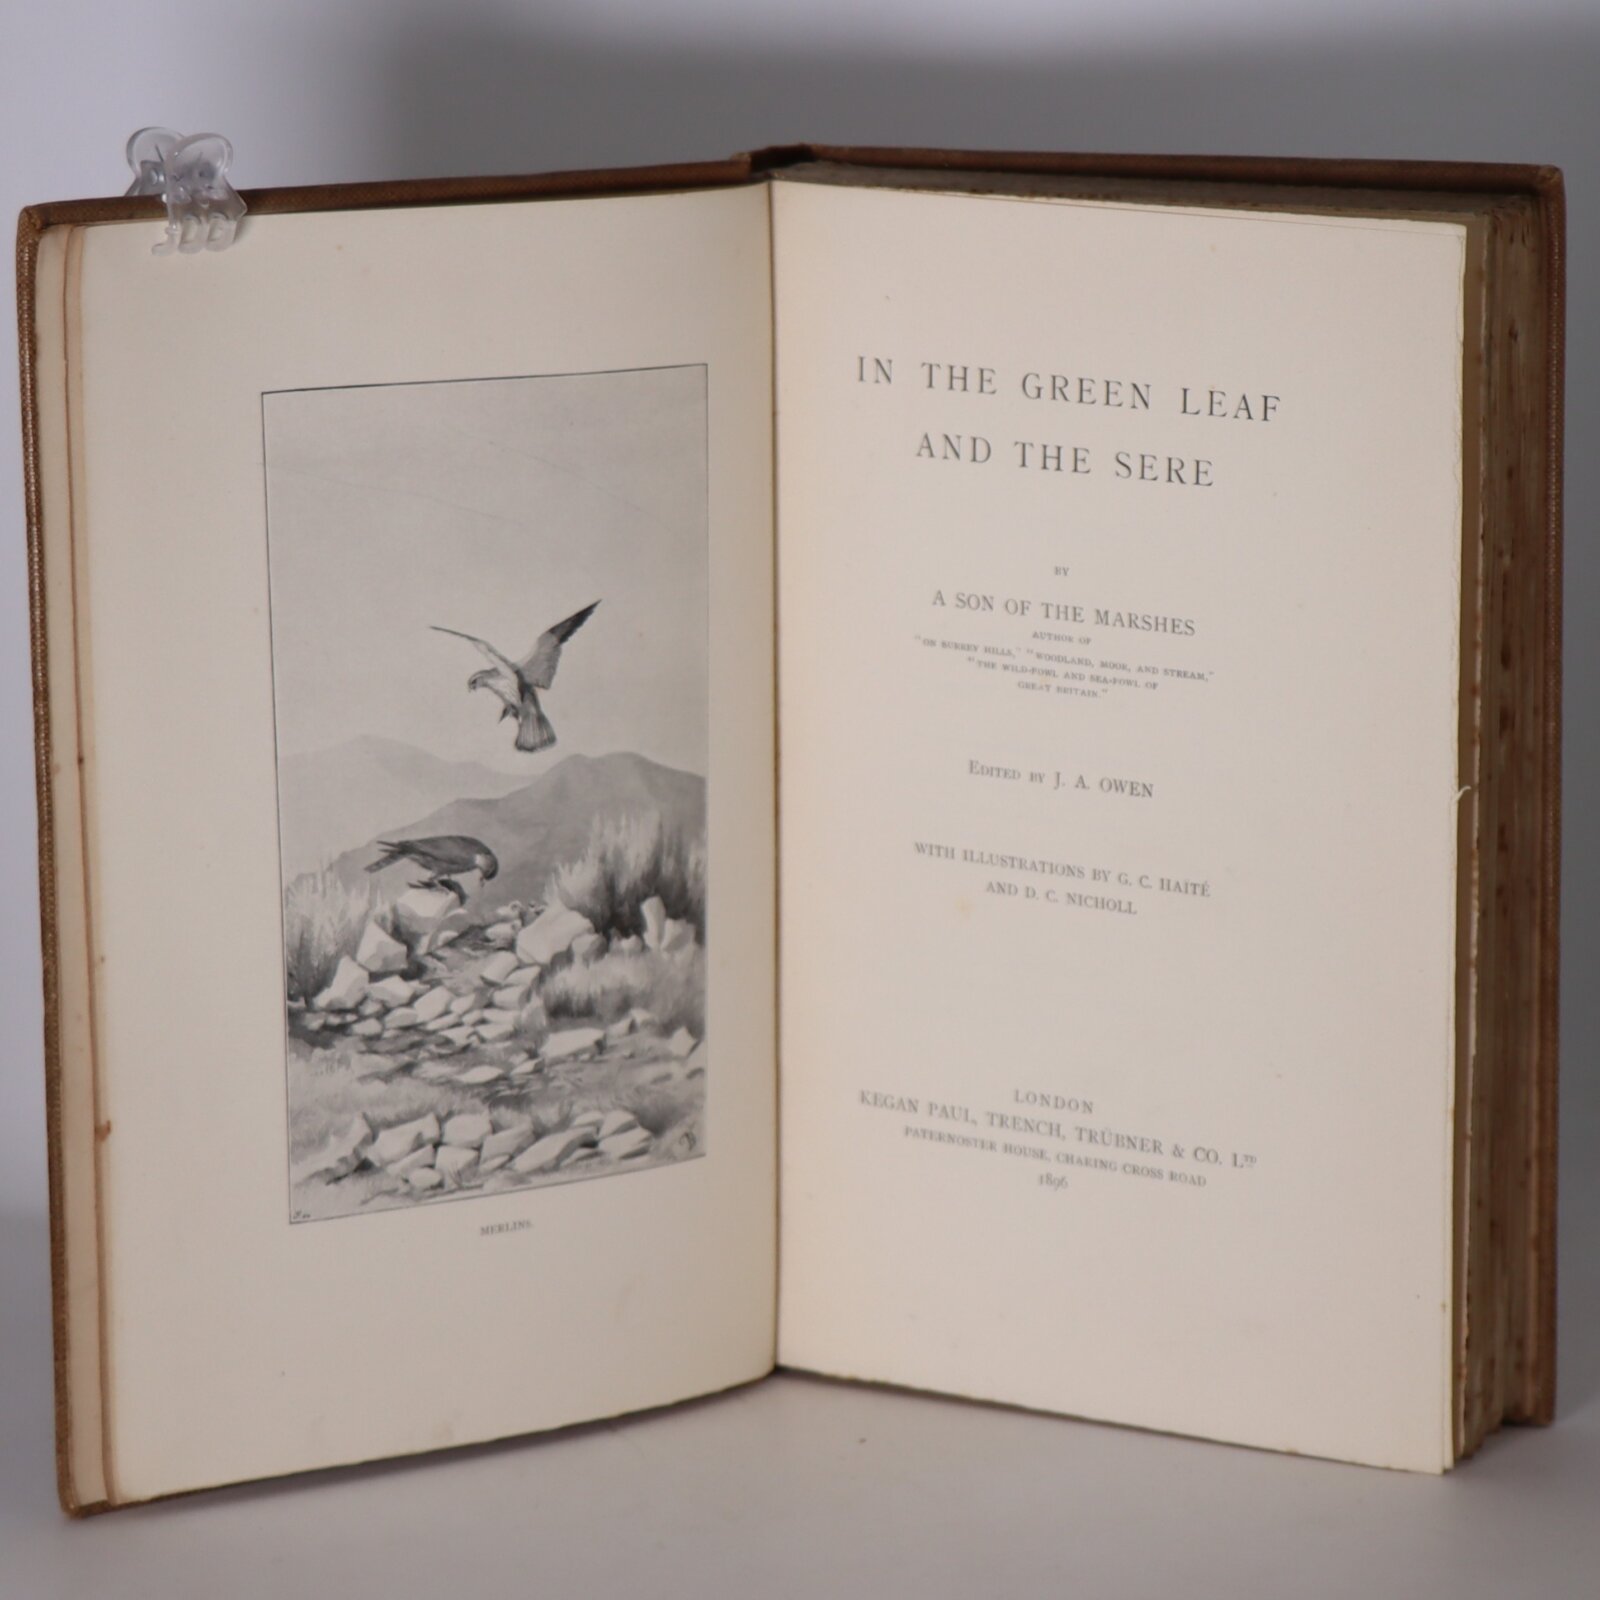 MERLINS.
IN THE GREEN LEAF
AND THE SERE
BY
A SON OF THE MARSHES
AUTHOR OF
"ON SURREY HILLS," "WOODLAND, MOOR, AND STREAM,"
"THE WILD-FOWL AND SEA-FOWL OF
GREAT BRITAIN."
EDITED BY J. A. OWEN
WITH ILLUSTRATIONS BY G. C. HAÏTÉ
AND D. C. NICHOLL
LONDON
KEGAN PAUL, TRENCH, TRÜBNER & CO. LTD
PATERNOSTER HOUSE, CHARING CROSS ROAD
1896